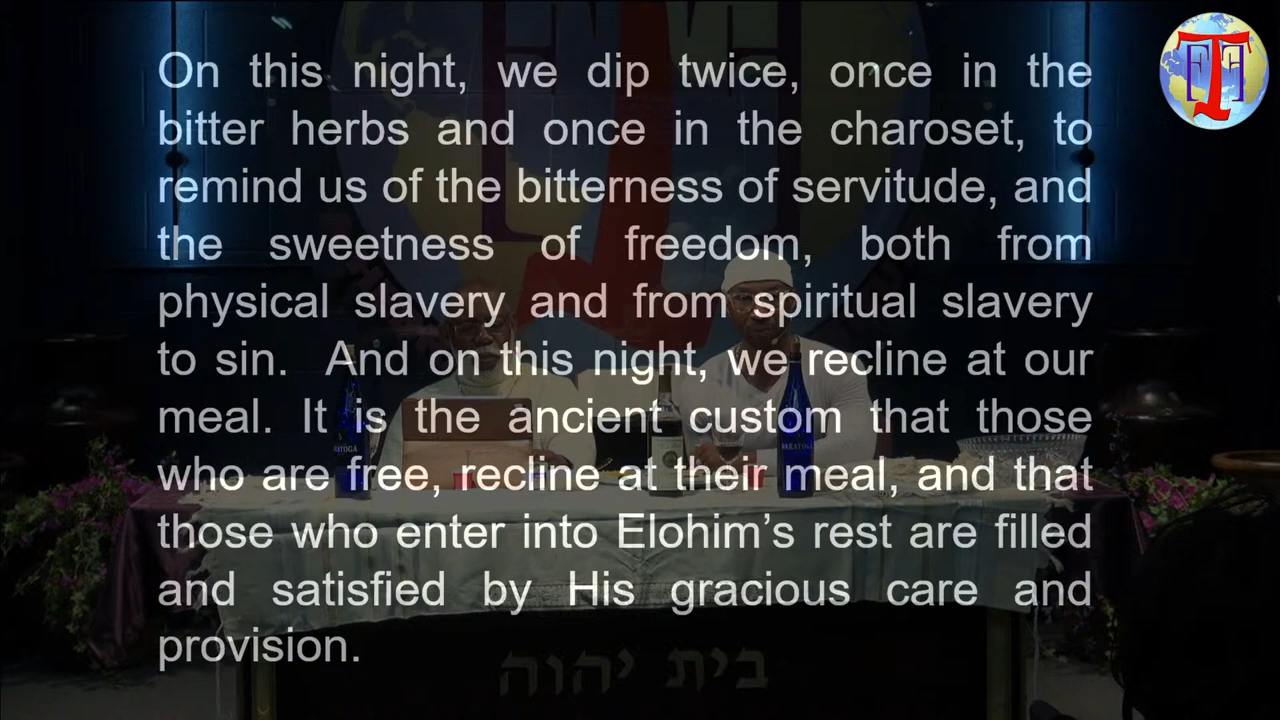 On this night, we dip twice, once in the
bitter herbs and once in the charoset, to
remind us of the bitterness of servitude, and
the sweetness of freedom, both from
physical slavery and from spiritual slavery
to sin. And on this night, we recline at our
meal. It is the ancient custom that those
who are free, recline at their meal, and that
those who enter into Elohim’s rest are filled
and satisfied by His gracious care and
provision.
SARATOGA
בית יהוה